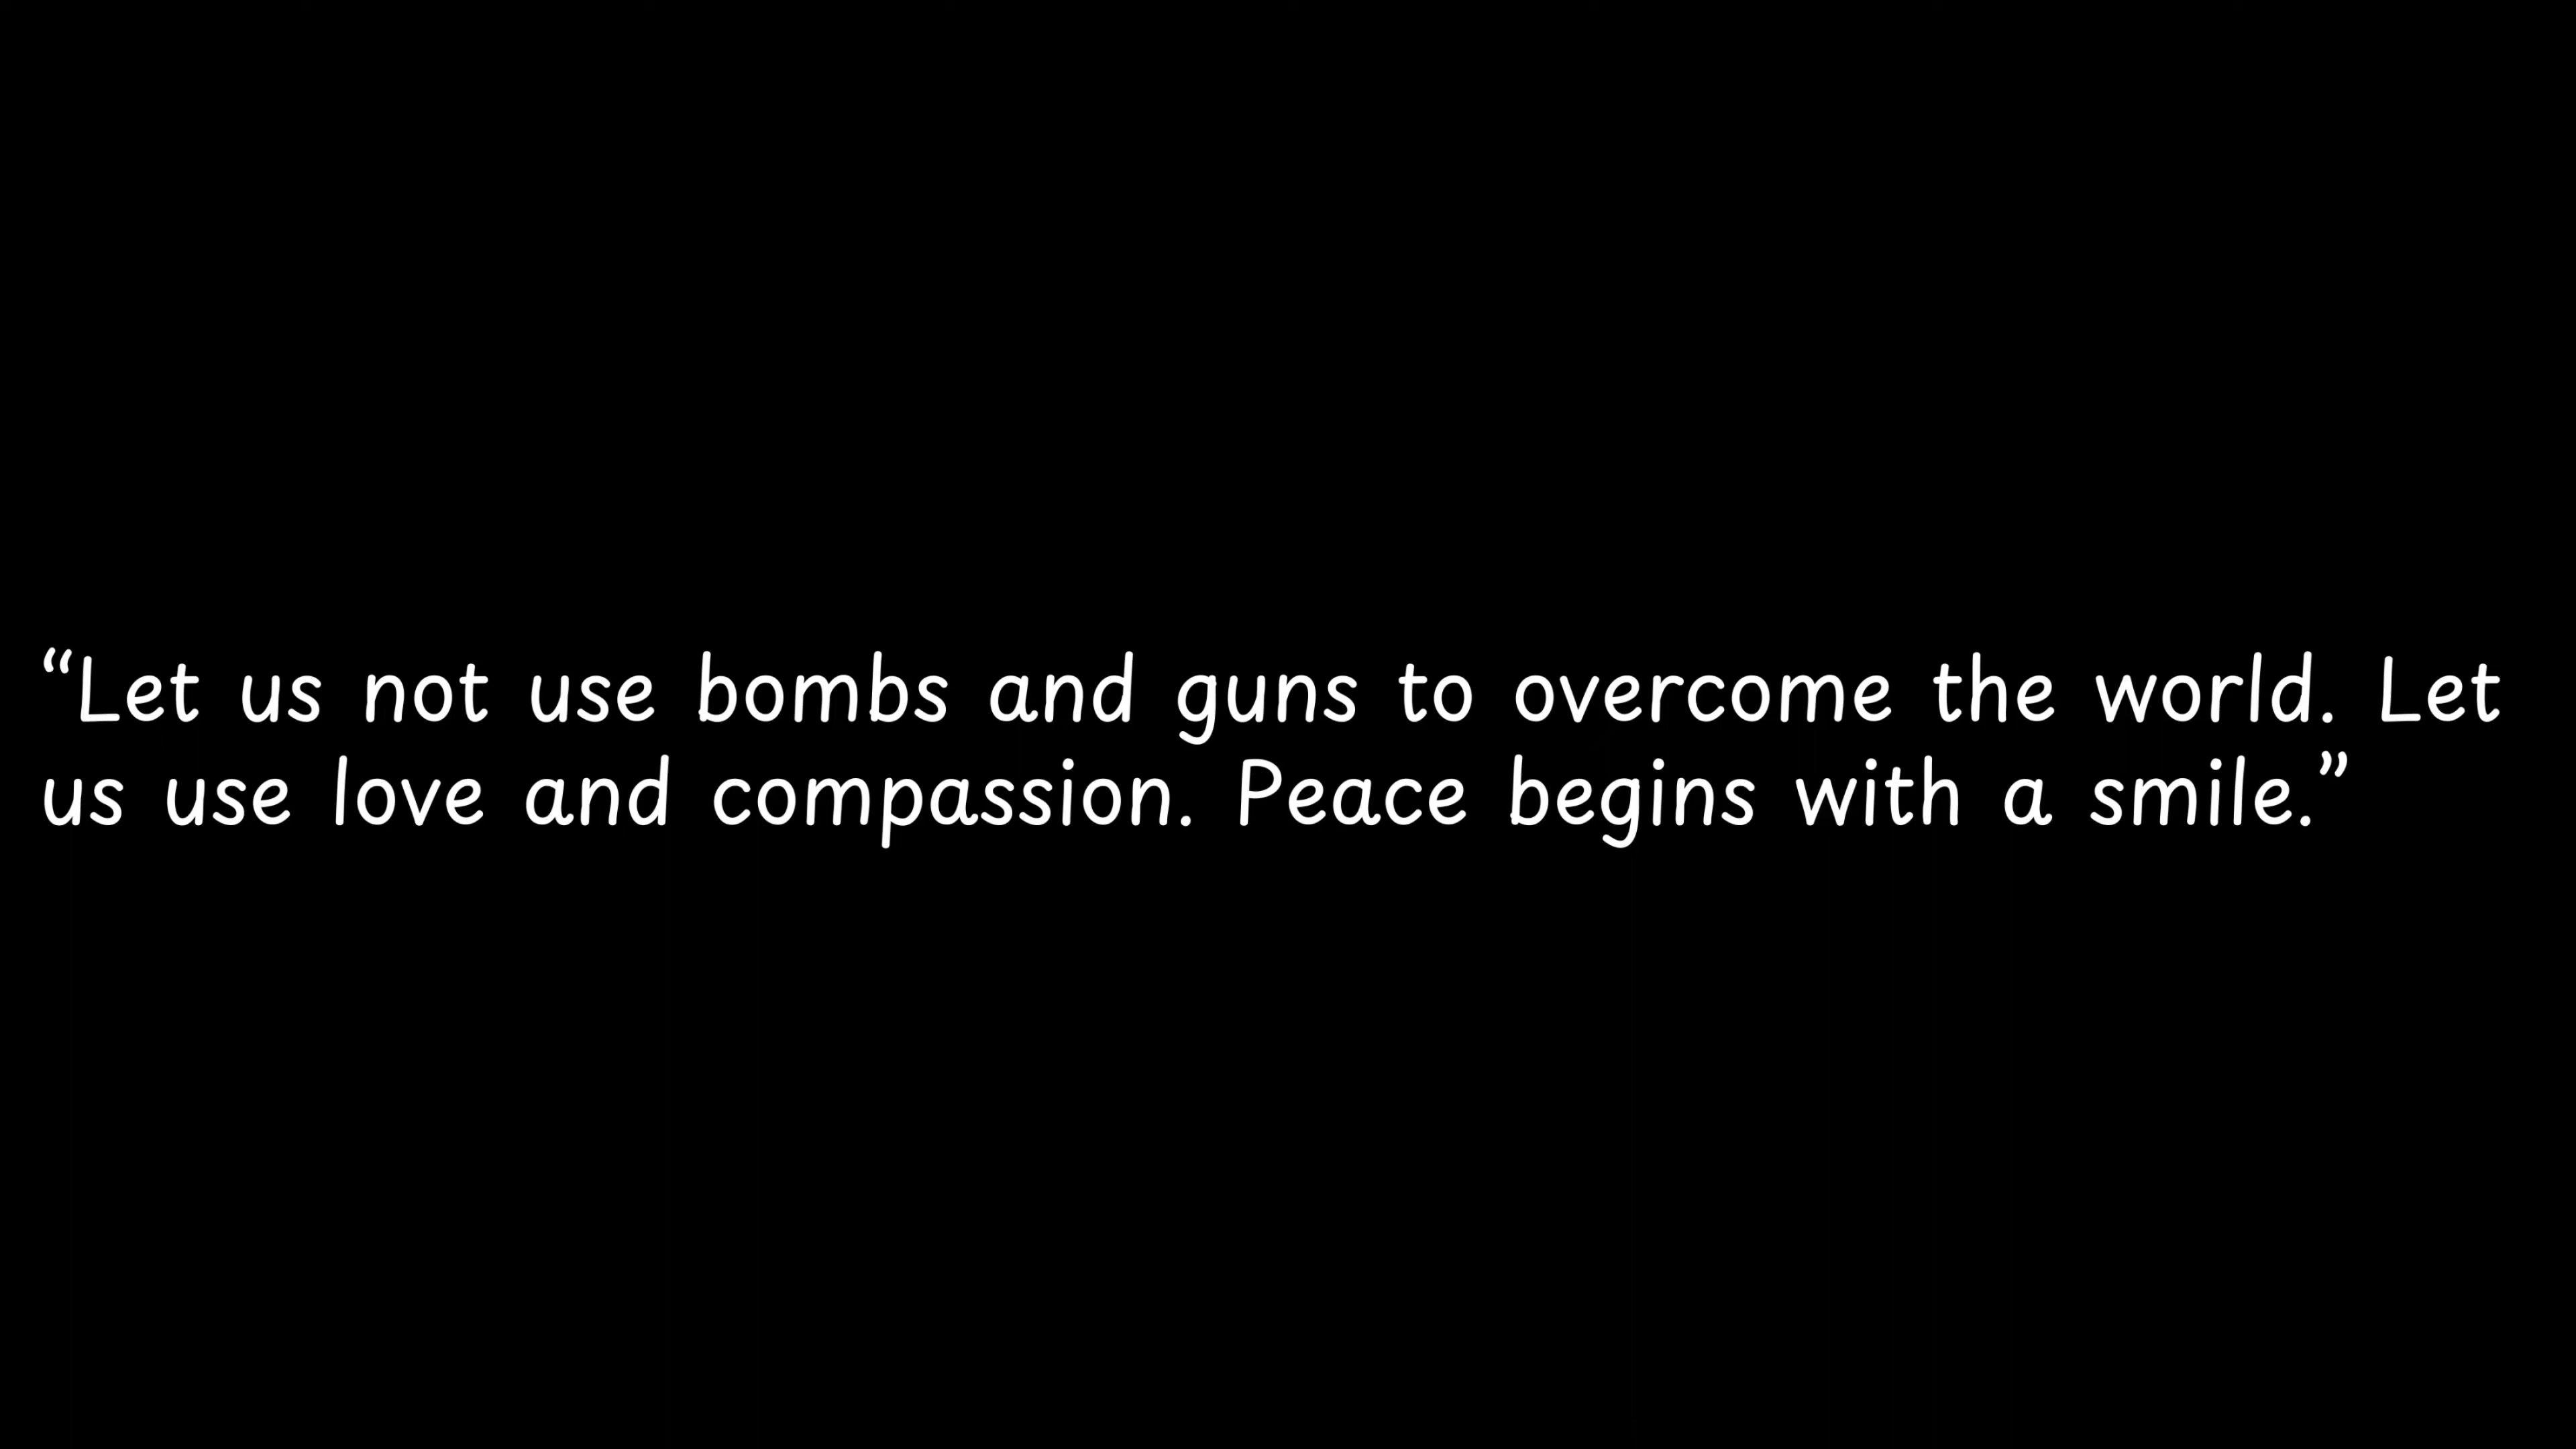 “Let us not use bombs and guns to overcome the world. Let
us use love and compassion. Peace begins with a smile.”